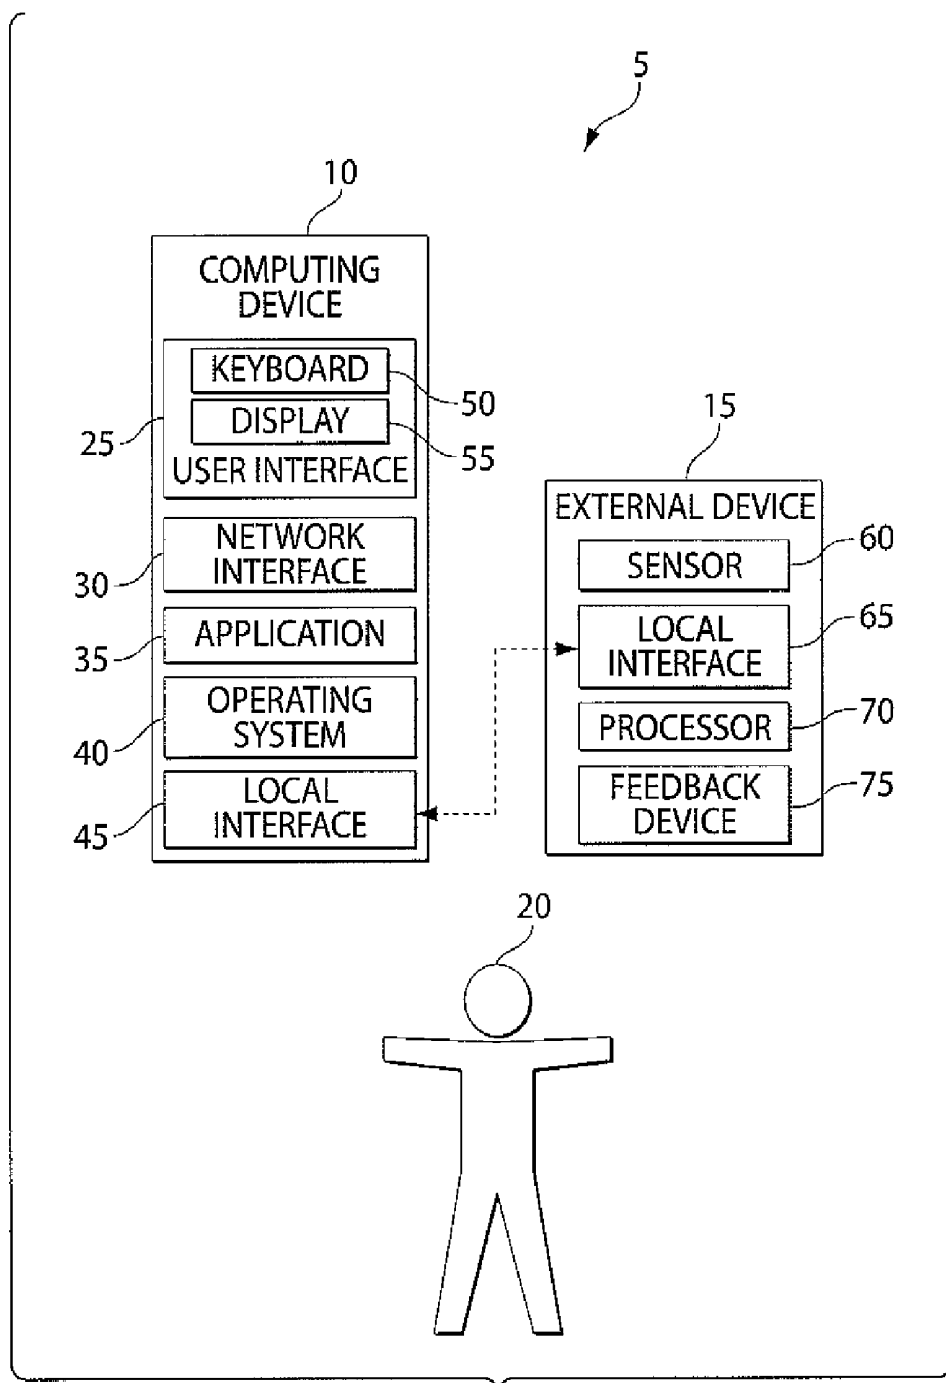 5
10
COMPUTING
DEVICE
KEYBOARD
50
DISPLAY
55
25
USER INTERFACE
NETWORK
INTERFACE
30
APPLICATION
35
OPERATING
SYSTEM
40
LOCAL
INTERFACE
45
15
EXTERNAL DEVICE
SENSOR
60
LOCAL
INTERFACE
65
PROCESSOR
70
FEEDBACK
DEVICE
75
20